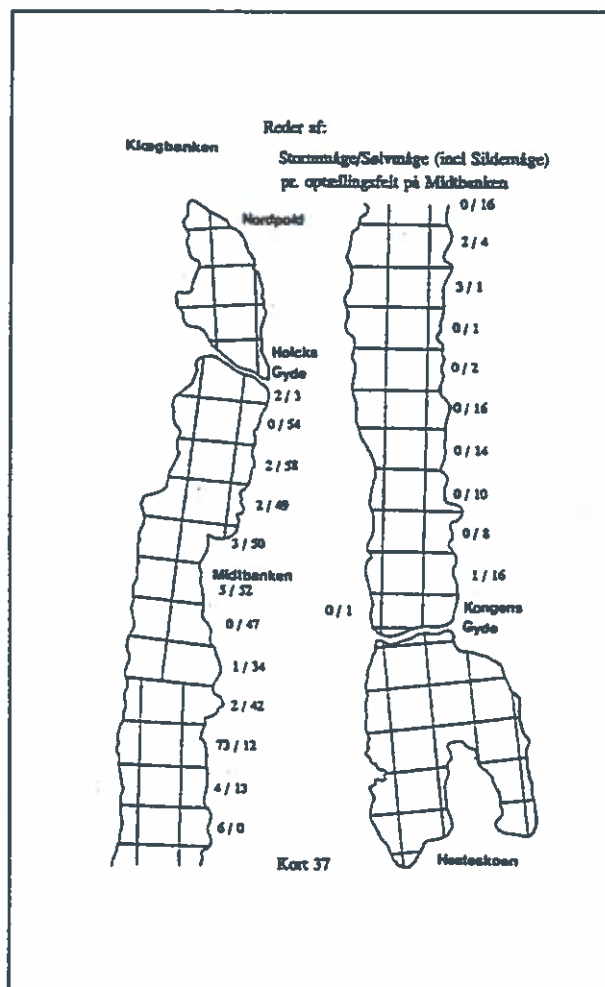 Reder af:
Klægbanken
Stormmåge/Sølvmåge (incl Sildemåge)
pr. optællingsfelt på Midtbanken
Nordpold
Holcks
Gyde
2 / 3
0 / 54
2 / 58
2 / 49
3 / 50
Midtbanken
5 / 52
0 / 47
1 / 34
2 / 42
73 / 12
4 / 13
6 / 0
0 / 16
2 / 4
3 / 1
0 / 1
0 / 2
0 / 16
0 / 14
0 / 10
0 / 8
1 / 16
0 / 1
Kongens
Gyde
Hesteskoen
Kort 37